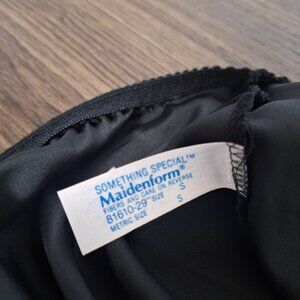 SOMETHING SPECIAL™
Maidenform®
FIBERS AND CARE ON REVERSE
81610-29" SIZE S
METRIC SIZE S